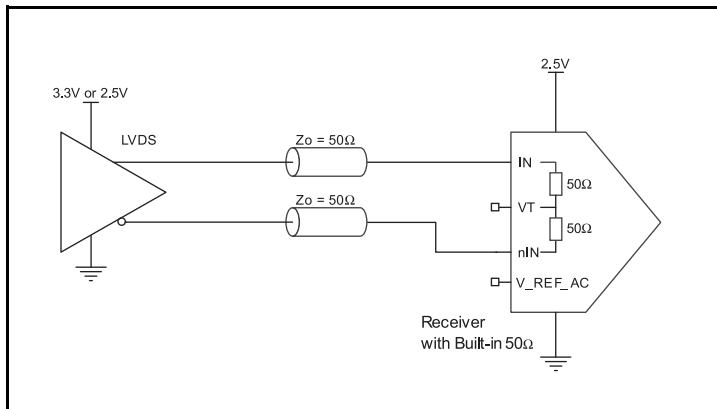 3.3V or 2.5V
LVDS
Zo = 50Ω
Zo = 50Ω
2.5V
IN
50Ω
VT
50Ω
nIN
V_REF_AC
Receiver
with Built-in 50Ω